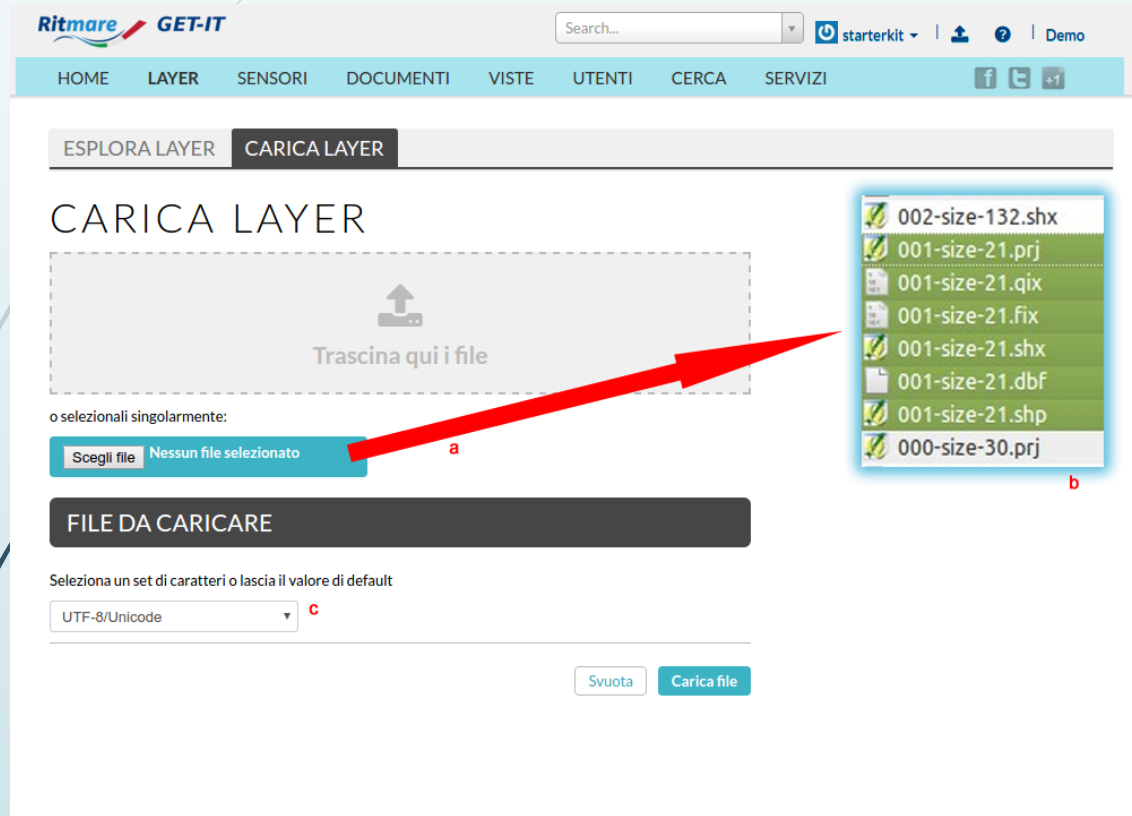 Ritmare GET-IT
Search...
starterkit
Demo
HOME LAYER SENSORI DOCUMENTI VISTE UTENTI CERCA SERVIZI
f t +1
ESPLORA LAYER CARICA LAYER
CARICA LAYER
Trascina qui i file
o selezionali singolarmente:
Scegli file Nessun file selezionato
a
FILE DA CARICARE
Seleziona un set di caratteri o lascia il valore di default
UTF-8/Unicode
c
Svuota Carica file
002-size-132.shx
001-size-21.prj
001-size-21.qix
001-size-21.fix
001-size-21.shx
001-size-21.dbf
001-size-21.shp
000-size-30.prj
b